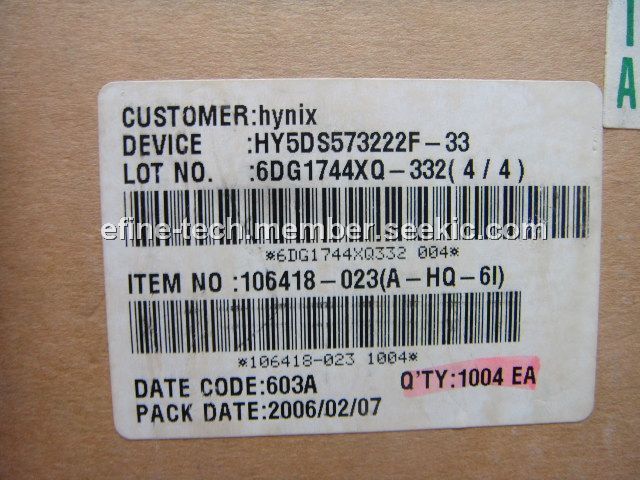 CUSTOMER:hynix
DEVICE :HY5DS573222F-33
LOT NO. :6DG1744XQ-332( 4 / 4 )
efine-tech.member.seekic.com
*6DG1744XQ332 004*
ITEM NO :106418-023(A-HQ-6I)
*106418-023 1004*
DATE CODE:603A
Q'TY:1004 EA
PACK DATE:2006/02/07
A